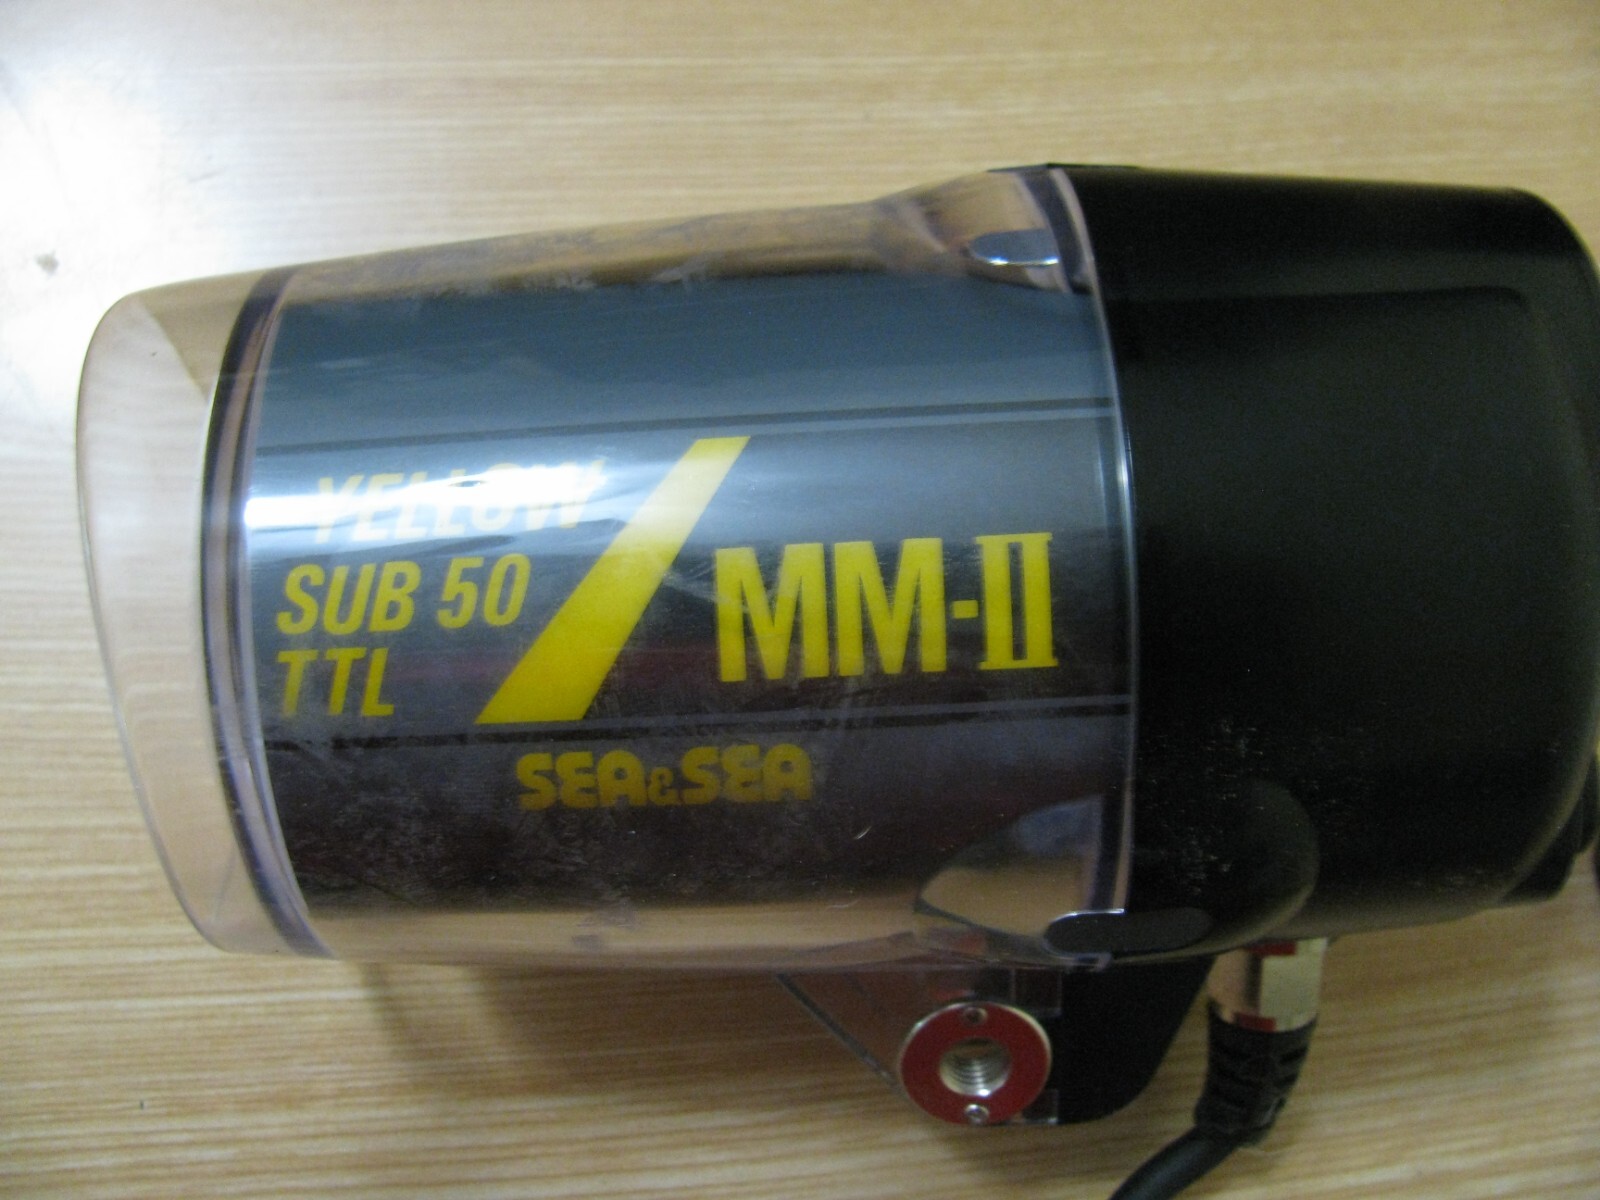 YELLOW
SUB 50
TTL
MM-II
SEA&SEA